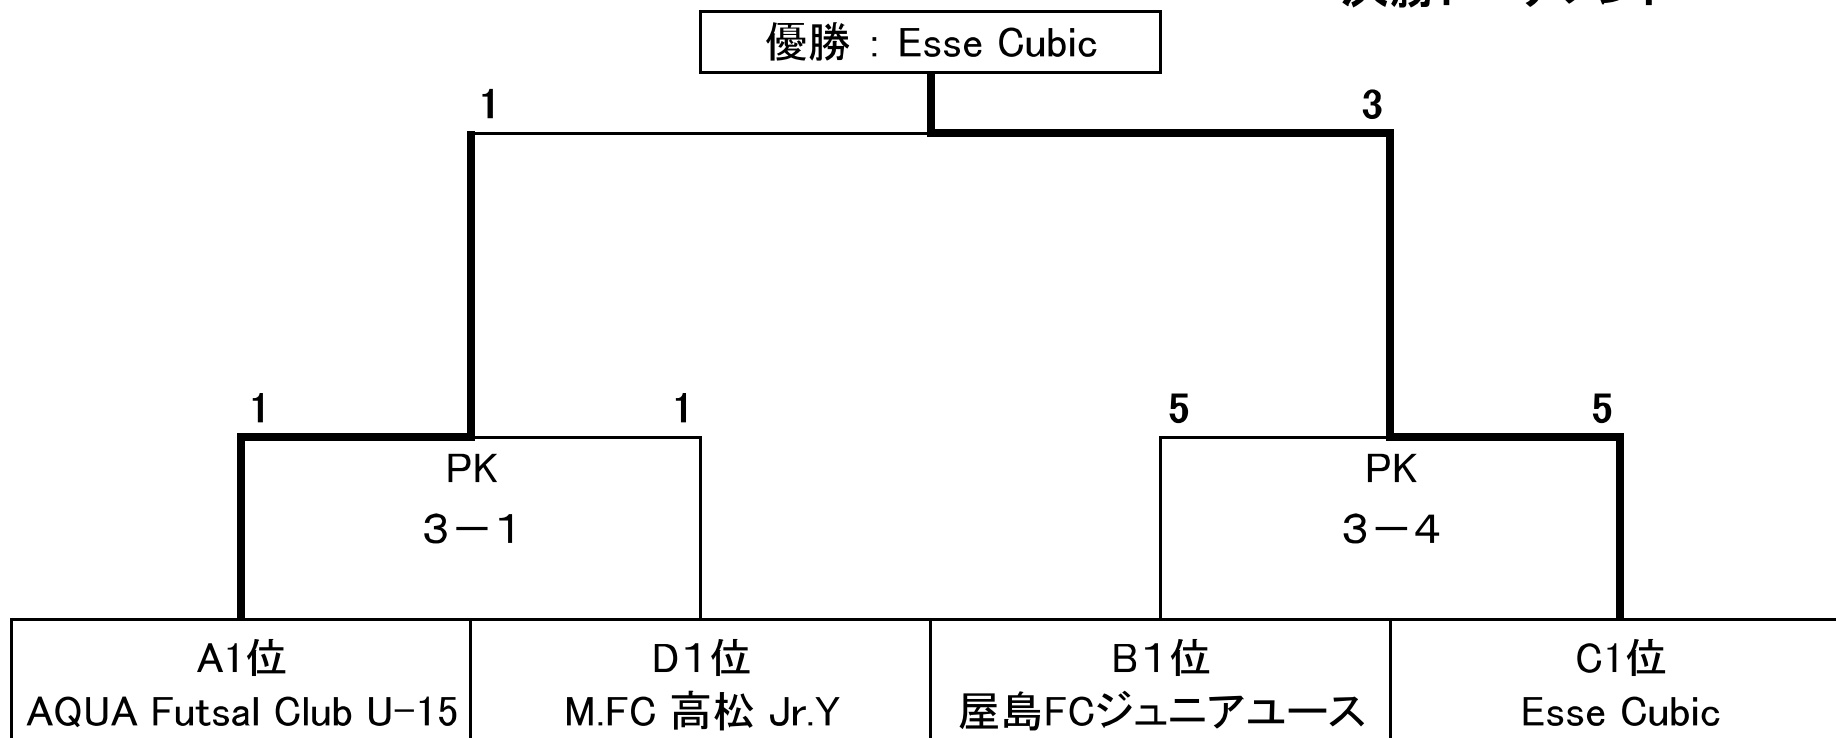 優勝 : Esse Cubic
1 3
1 1 5 5
PK PK
３－１ ３－４
A1位 D１位 B１位 C1位
AQUA Futsal Club U-15 M.FC 高松 Jr.Y 屋島FCジュニアユース Esse Cubic